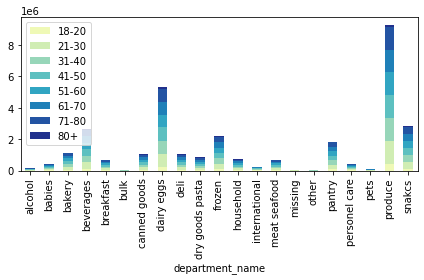 1e6
8
6
4
2
0
18-20
21-30
31-40
41-50
51-60
61-70
71-80
80+
alcohol
babies
bakery
beverages
breakfast
bulk
canned goods
dairy eggs
deli
dry goods pasta
frozen
household
international
meat seafood
missing
other
pantry
personel care
pets
produce
snakcs
department_name